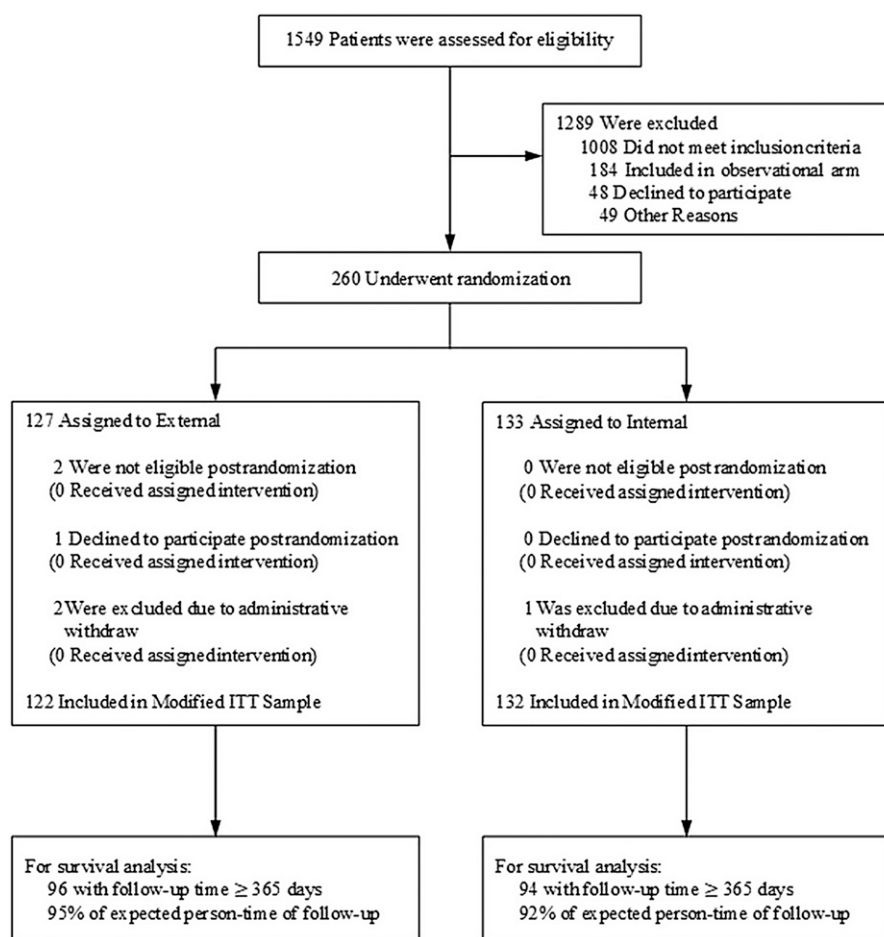 1549 Patients were assessed for eligibility
1289 Were excluded
1008 Did not meet inclusion criteria
184 Included in observational arm
48 Declined to participate
49 Other Reasons
260 Underwent randomization
127 Assigned to External
2 Were not eligible postrandomization
(0 Received assigned intervention)
1 Declined to participate postrandomization
(0 Received assigned intervention)
2 Were excluded due to administrative
withdraw
(0 Received assigned intervention)
122 Included in Modified ITT Sample
133 Assigned to Internal
0 Were not eligible postrandomization
(0 Received assigned intervention)
0 Declined to participate postrandomization
(0 Received assigned intervention)
1 Was excluded due to administrative
withdraw
(0 Received assigned intervention)
132 Included in Modified ITT Sample
For survival analysis:
96 with follow-up time ≥ 365 days
95% of expected person-time of follow-up
For survival analysis:
94 with follow-up time ≥ 365 days
92% of expected person-time of follow-up